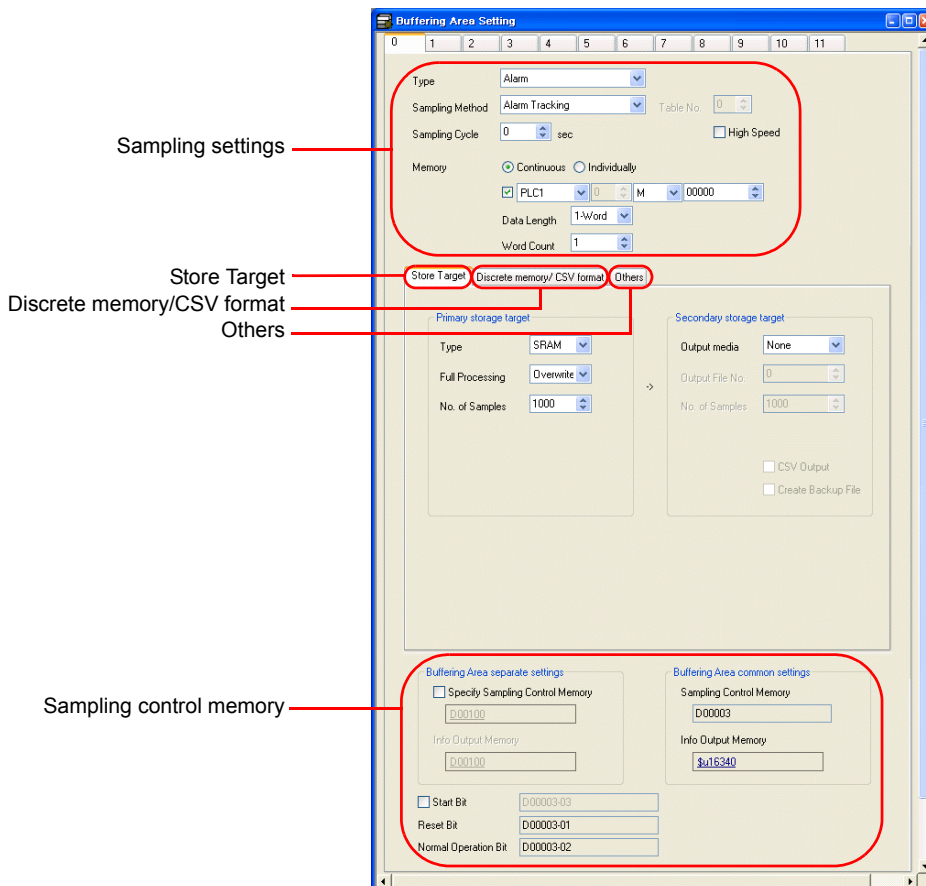 Buffering Area Setting
0 1 2 3 4 5 6 7 8 9 10 11
Type Alarm
Sampling Method Alarm Tracking Table No. 0
Sampling Cycle 0 sec High Speed
Sampling settings
Memory Continuous Individually
PLC1 0 M 00000
Data Length 1-Word
Word Count 1
Store Target
Discrete memory/CSV format
Others
Store Target Discrete memory/ CSV format Others
Primary storage target
Type SRAM
Full Processing Overwrite
No. of Samples 1000
->
Secondary storage target
Output media None
Output File No. 0
No. of Samples 1000
CSV Output
Create Backup File
Sampling control memory
Buffering Area separate settings
Specify Sampling Control Memory
D00100
Info Output Memory
D00100
Buffering Area common settings
Sampling Control Memory
D00003
Info Output Memory
$u16340
Start Bit D00003-03
Reset Bit D00003-01
Normal Operation Bit D00003-02